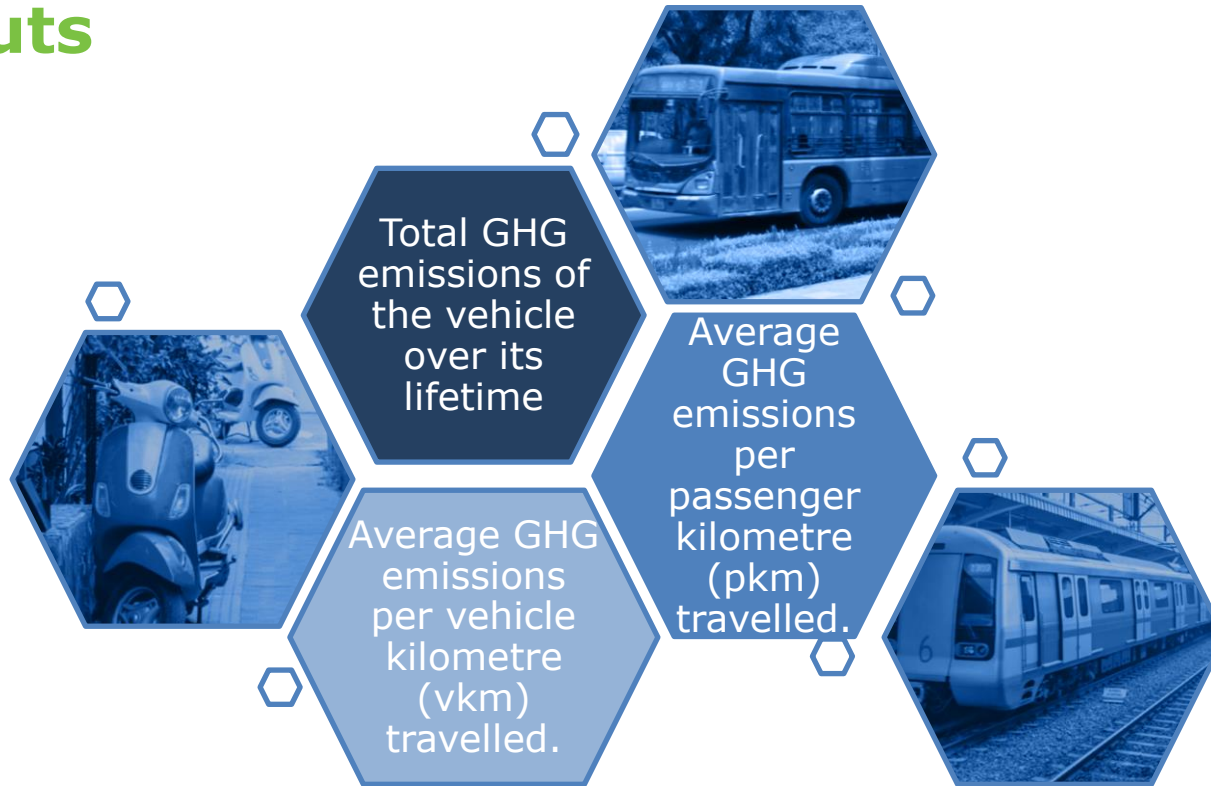 uts
Total GHG
emissions of
the vehicle
over its
lifetime
Average
GHG
emissions
per
passenger
kilometre
(pkm)
travelled.
Average GHG
emissions
per vehicle
kilometre
(vkm)
travelled.
6